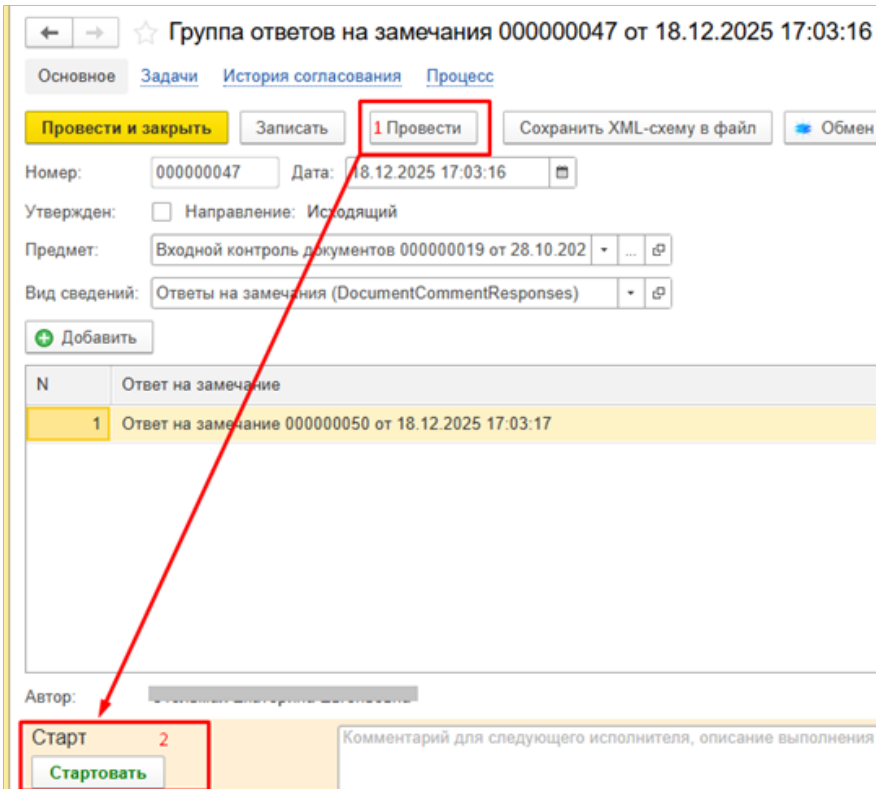 Группа ответов на замечания 000000047 от 18.12.2025 17:03:16
Основное Задачи История согласования Процесс
Провести и закрыть Записать 1 Провести Сохранить XML-схему в файл Обмен
Номер: 000000047 Дата: 18.12.2025 17:03:16
Утвержден: Направление: Исходящий
Предмет: Входной контроль документов 000000019 от 28.10.202 ...
Вид сведений: Ответы на замечания (DocumentCommentResponses)
Добавить
N Ответ на замечание
1 Ответ на замечание 000000050 от 18.12.2025 17:03:17
Автор:
Старт 2
Комментарий для следующего исполнителя, описание выполнения
Стартовать